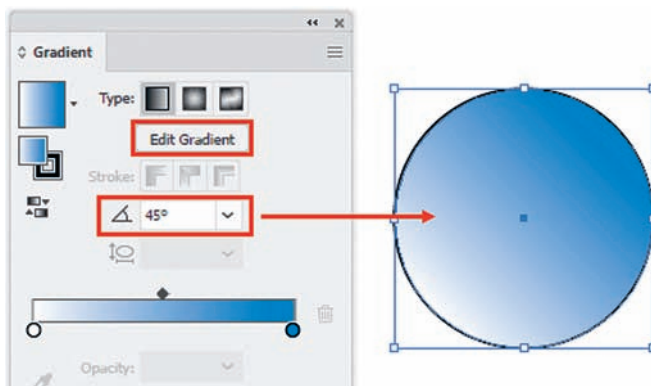 Gradient
Type:
Edit Gradient
Stroke:
45°
Opacity: